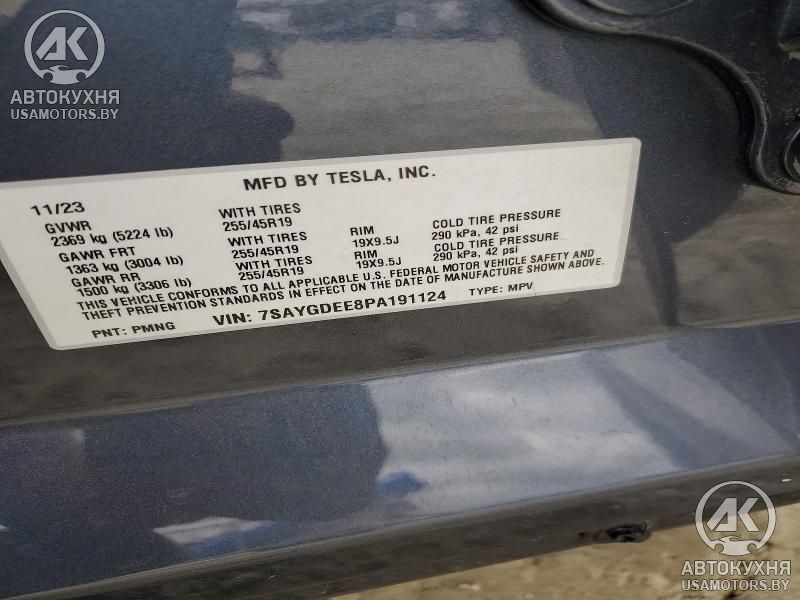 AK
АВТОКУХНЯ
USAMOTORS.BY
MFD BY TESLA, INC.
11/23
GVWR WITH TIRES RIM COLD TIRE PRESSURE
2369 kg (5224 lb) 255/45R19 19X9.5J 290 kPa, 42 psi
GAWR FRT WITH TIRES RIM COLD TIRE PRESSURE
1363 kg (3004 lb) 255/45R19 19X9.5J 290 kPa, 42 psi
GAWR RR WITH TIRES
1500 kg (3306 lb) 255/45R19
THIS VEHICLE CONFORMS TO ALL APPLICABLE U.S. FEDERAL MOTOR VEHICLE SAFETY AND
THEFT PREVENTION STANDARDS IN EFFECT ON THE DATE OF MANUFACTURE SHOWN ABOVE.
PNT: PMNG VIN: 7SAYGDEE8PA191124 TYPE: MPV
AK
АВТОКУХНЯ
USAMOTORS.BY